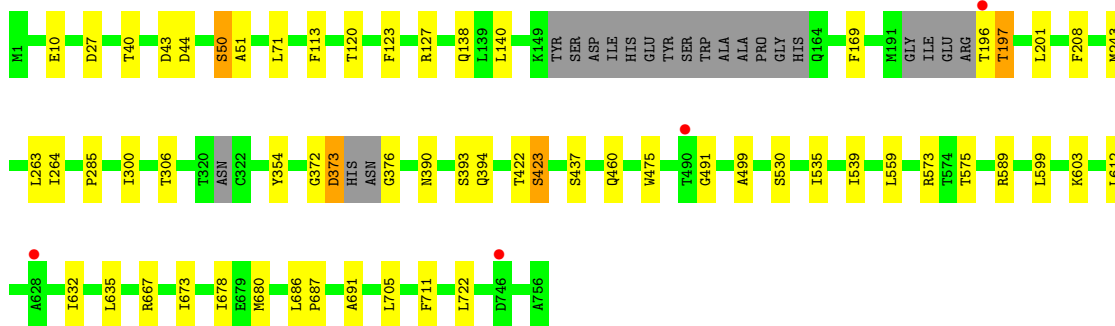 M1 E10 D27 T40 D43 D44 S50 A51 L71 F113 T120 F123 R127 Q138 L139 L140 K149 TYR SER ASP ILE HIS GLU TYR SER TRP ALA ALA PRO GLY HIS Q164 F169 M191 GLY ILE GLU ARG T196 T197 L201 F208 M243
L263 I264 P285 I300 T306 T320 ASN C322 Y354 G372 D373 HIS ASN G376 N390 S393 Q394 T422 S423 S437 Q460 W475 T490 G491 A499 S530 I535 I539 L559 R573 T574 T575 R589 L599 K603 L612
A628 I632 L635 R667 I673 I678 E679 M680 L686 P687 A691 L705 F711 L722 D746 A756